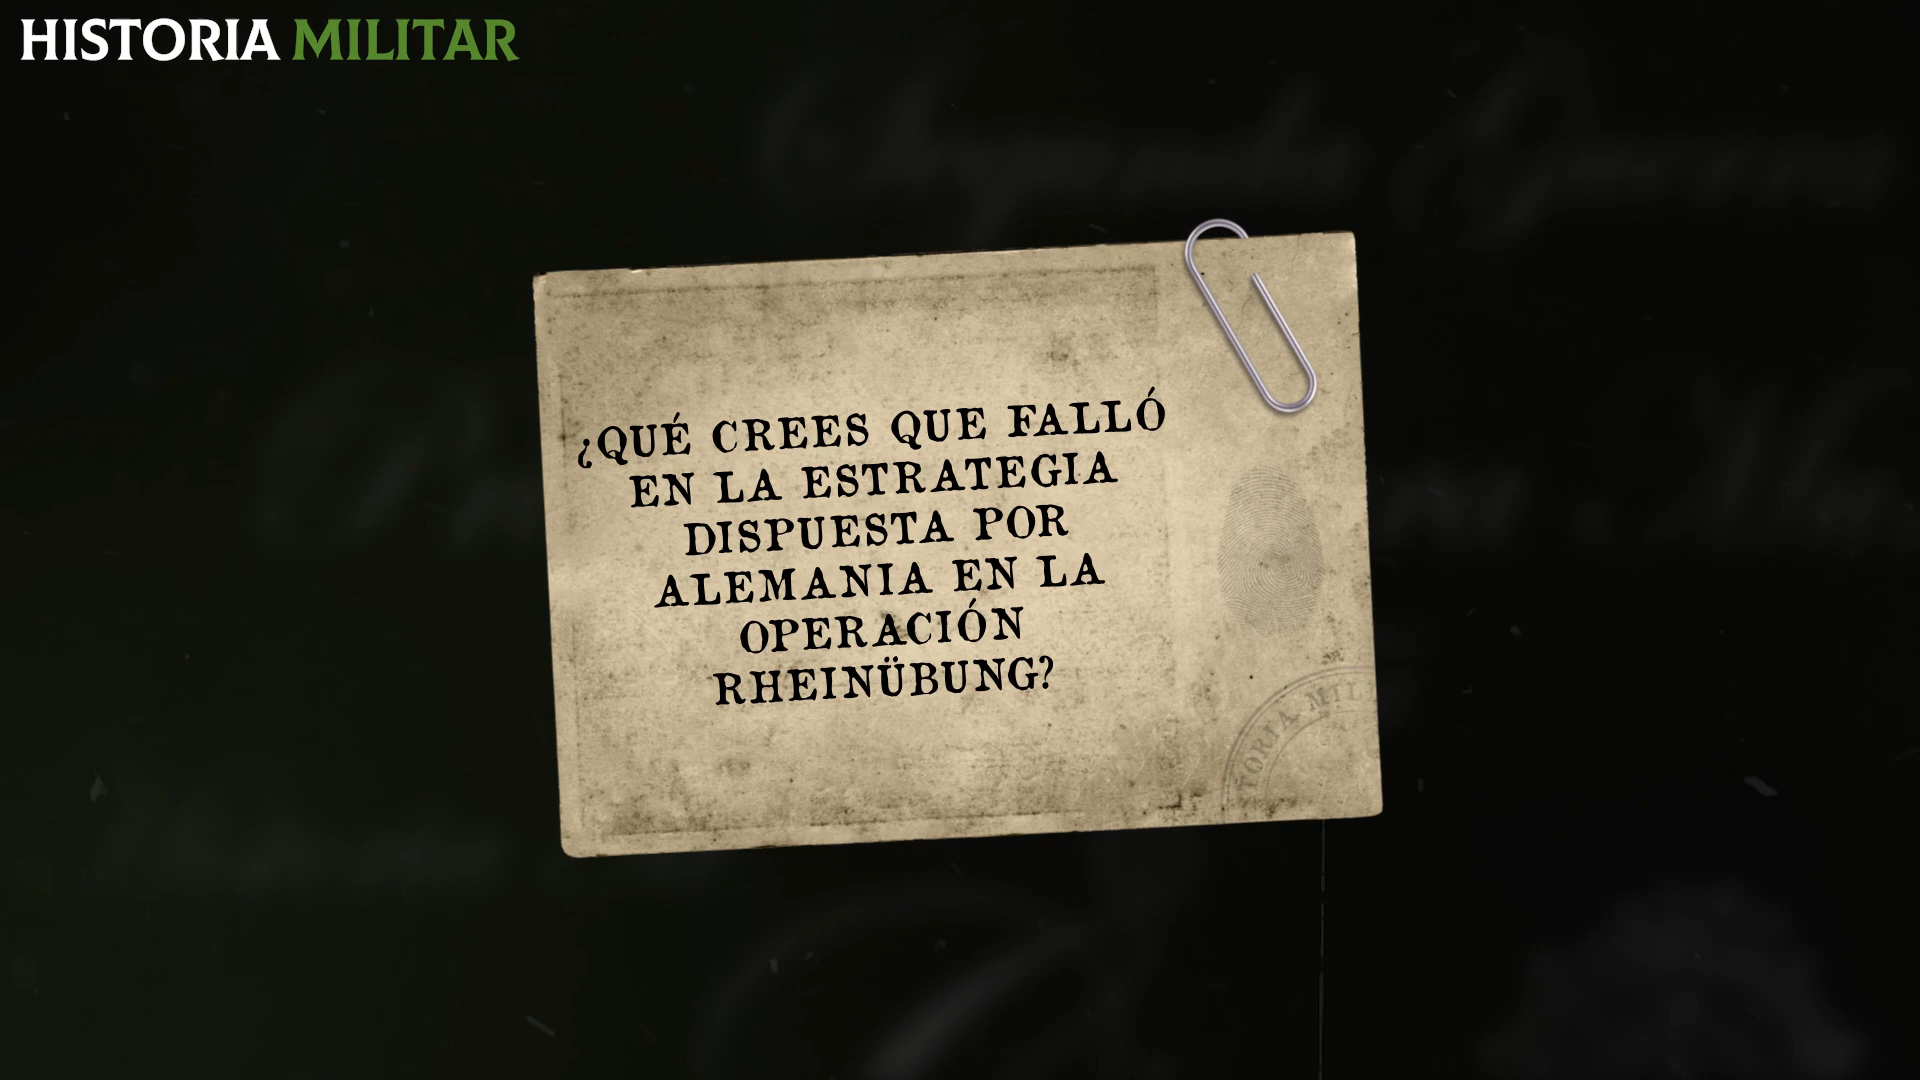 HISTORIA MILITAR
¿QUÉ CREES QUE FALLÓ
EN LA ESTRATEGIA
DISPUESTA POR
ALEMANIA EN LA
OPERACIÓN
RHEINÜBUNG?